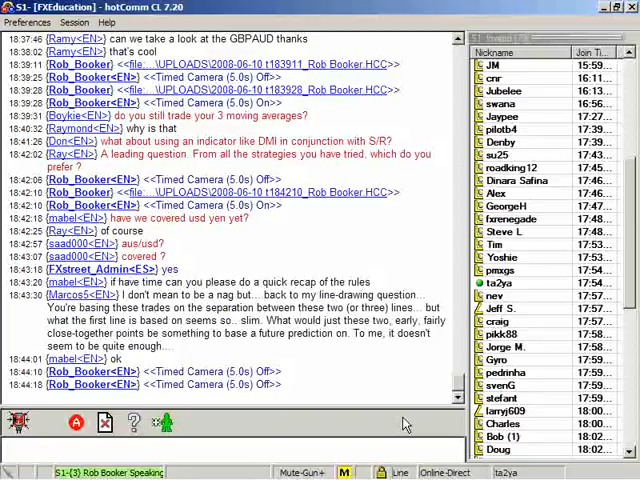 S1- [FXEducation] - hotComm CL 7.20
Preferences Session Help
18:37:46 {Ramy<EN>} can we take a look at the GBPAUD thanks
18:38:02 {Ramy<EN>} that's cool
18:39:11 {Rob_Booker} <<file:...\UPLOADS\2008-06-10 t183911_Rob Booker.HCC>>
18:39:25 {Rob_Booker<EN>} <<Timed Camera (5.0s) Off>>
18:39:28 {Rob_Booker} <<file:...\UPLOADS\2008-06-10 t183928_Rob Booker.HCC>>
18:39:28 {Rob_Booker<EN>} <<Timed Camera (5.0s) On>>
18:39:31 {Boykie<EN>} do you still trade your 3 moving averages?
18:40:32 {Raymond<EN>} why is that
18:41:26 {Don<EN>} what about using an indicator like DMI in conjunction with S/R?
18:42:02 {Ray<EN>} A leading question. From all the strategies you have tried, which do you
prefer ?
18:42:06 {Rob_Booker<EN>} <<Timed Camera (5.0s) Off>>
18:42:10 {Rob_Booker} <<file:...\UPLOADS\2008-06-10 t184210_Rob Booker.HCC>>
18:42:10 {Rob_Booker<EN>} <<Timed Camera (5.0s) On>>
18:42:18 {mabel<EN>} have we covered usd yen yet?
18:42:25 {Ray<EN>} of course
18:42:57 {saad000<EN>} aus/usd?
18:43:07 {saad000<EN>} covered ?
18:43:18 {FXstreet_Admin<ES>} yes
18:43:20 {mabel<EN>} if have time can you please do a quick recap of the rules
18:43:30 {Marcos5<EN>} I don't mean to be a nag but... back to my line-drawing question...
You're basing these trades on the separation between these two (or three) lines... but
what the first line is based on seems so.. slim. What would just these two, early, fairly
close-together points be something to base a future prediction on. To me, it doesn't
seem to be quite enough....
18:44:01 {mabel<EN>} ok
18:44:10 {Rob_Booker<EN>} <<Timed Camera (5.0s) Off>>
18:44:18 {Rob_Booker<EN>} <<Timed Camera (5.0s) Off>>
Nickname Join Ti...
JM 15:59...
cnr 16:11...
Jubelee 16:12...
swana 16:27...
Jaypee 17:27...
pilotb4 17:39...
Denby 17:39...
su25 17:43...
roadking12 17:45...
Dinara Safina 17:46...
Alex 17:47...
GeorgeH 17:47...
fxrenegade 17:48...
Steve L 17:48...
Tim 17:53...
Yoshie 17:53...
pmxgs 17:54...
ta2ya 17:54...
nev 17:57...
Jeff S. 17:57...
craig 17:57...
pikk88 17:58...
Jorge M. 17:58...
Gyro 17:59...
pedrinha 17:59...
svenG 17:59...
stefant 17:59...
larryj609 18:00...
Charles 18:00...
Bob (1) 18:02...
Doug 18:02...
S1-{3} Rob Booker Speaking
Mute-Gun+ M Line Online-Direct ta2ya